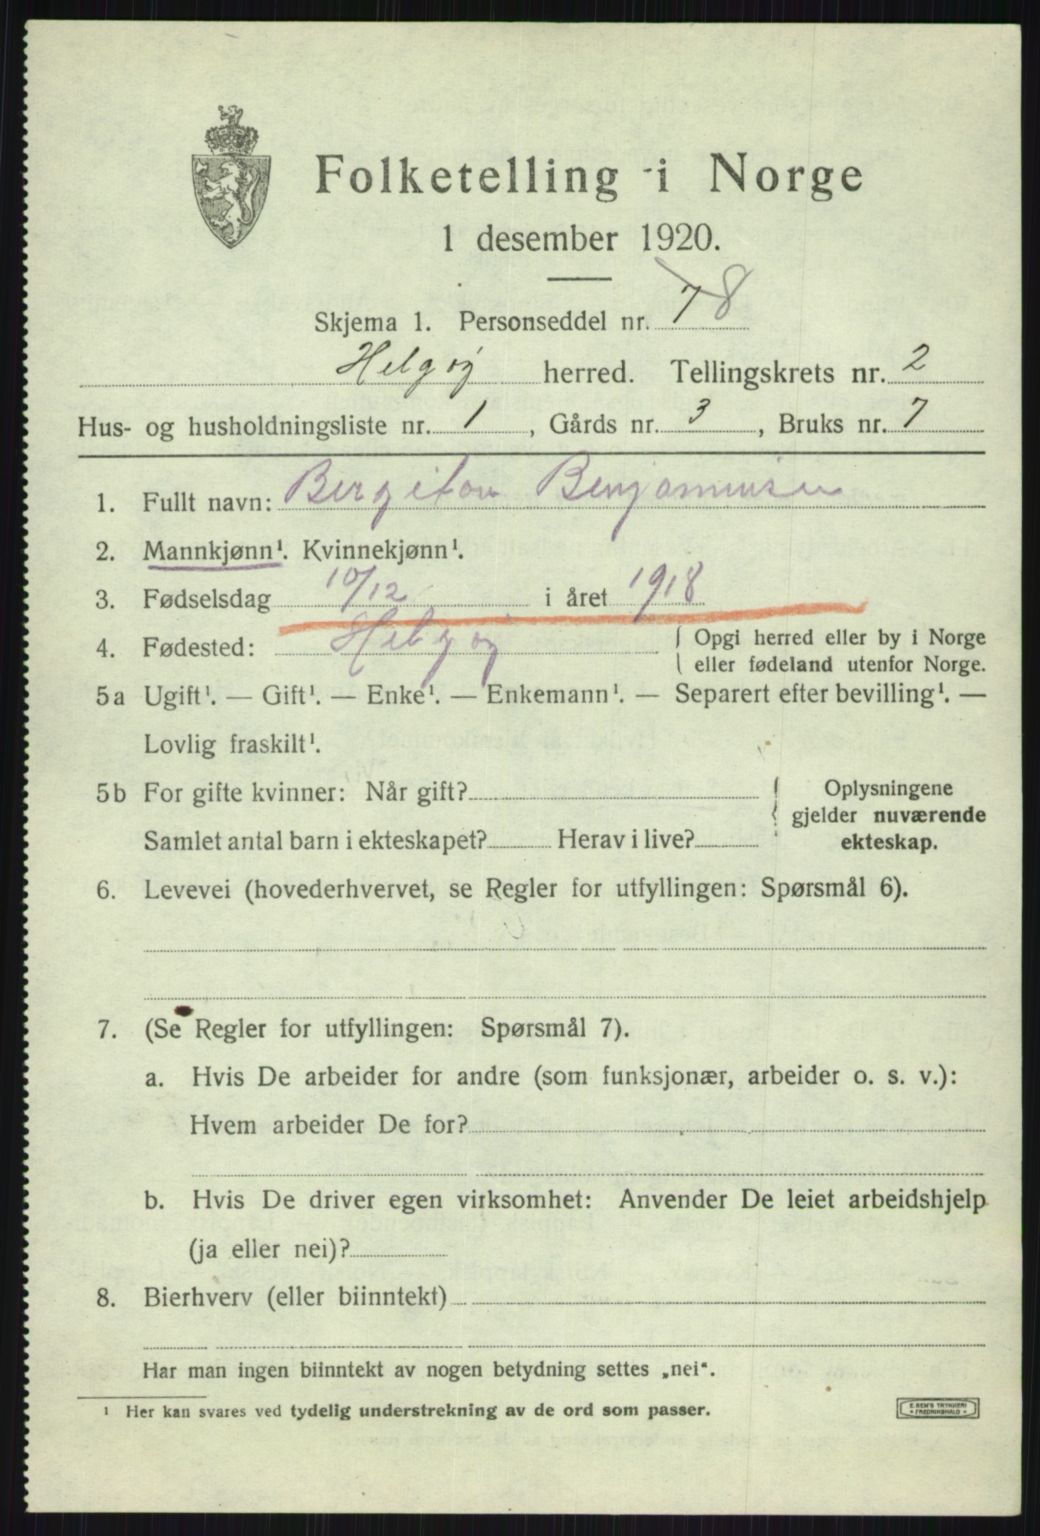 Folketelling i Norge
1 desember 1920.
Skjema 1. Personseddel nr. 7 8
Helgøy herred. Tellingskrets nr. 2
Hus- og husholdningsliste nr. 1, Gårds nr. 3, Bruks nr. 7
1. Fullt navn: Benjaminsen
2. Mannkjønn¹. Kvinnekjønn¹.
3. Fødselsdag 10/12 i året 1918
4. Fødested: Helgøy { Opgi herred eller by i Norge
eller fødeland utenfor Norge.
5a Ugift¹. — Gift¹. — Enke¹. — Enkemann¹. — Separert efter bevilling¹. —
Lovlig fraskilt¹.
5b For gifte kvinner: Når gift? { Oplysningene
gjelder nuværende
Samlet antal barn i ekteskapet? Herav i live? ekteskap.
6. Levevei (hovederhvervet, se Regler for utfyllingen: Spørsmål 6).
7. (Se Regler for utfyllingen: Spørsmål 7).
a. Hvis De arbeider for andre (som funksjonær, arbeider o. s. v.):
Hvem arbeider De for?
b. Hvis De driver egen virksomhet: Anvender De leiet arbeidshjelp
(ja eller nei)?
8. Bierhverv (eller biinntekt)
Har man ingen biinntekt av nogen betydning settes „nei“.
¹ Her kan svares ved tydelig understrekning av de ord som passer.